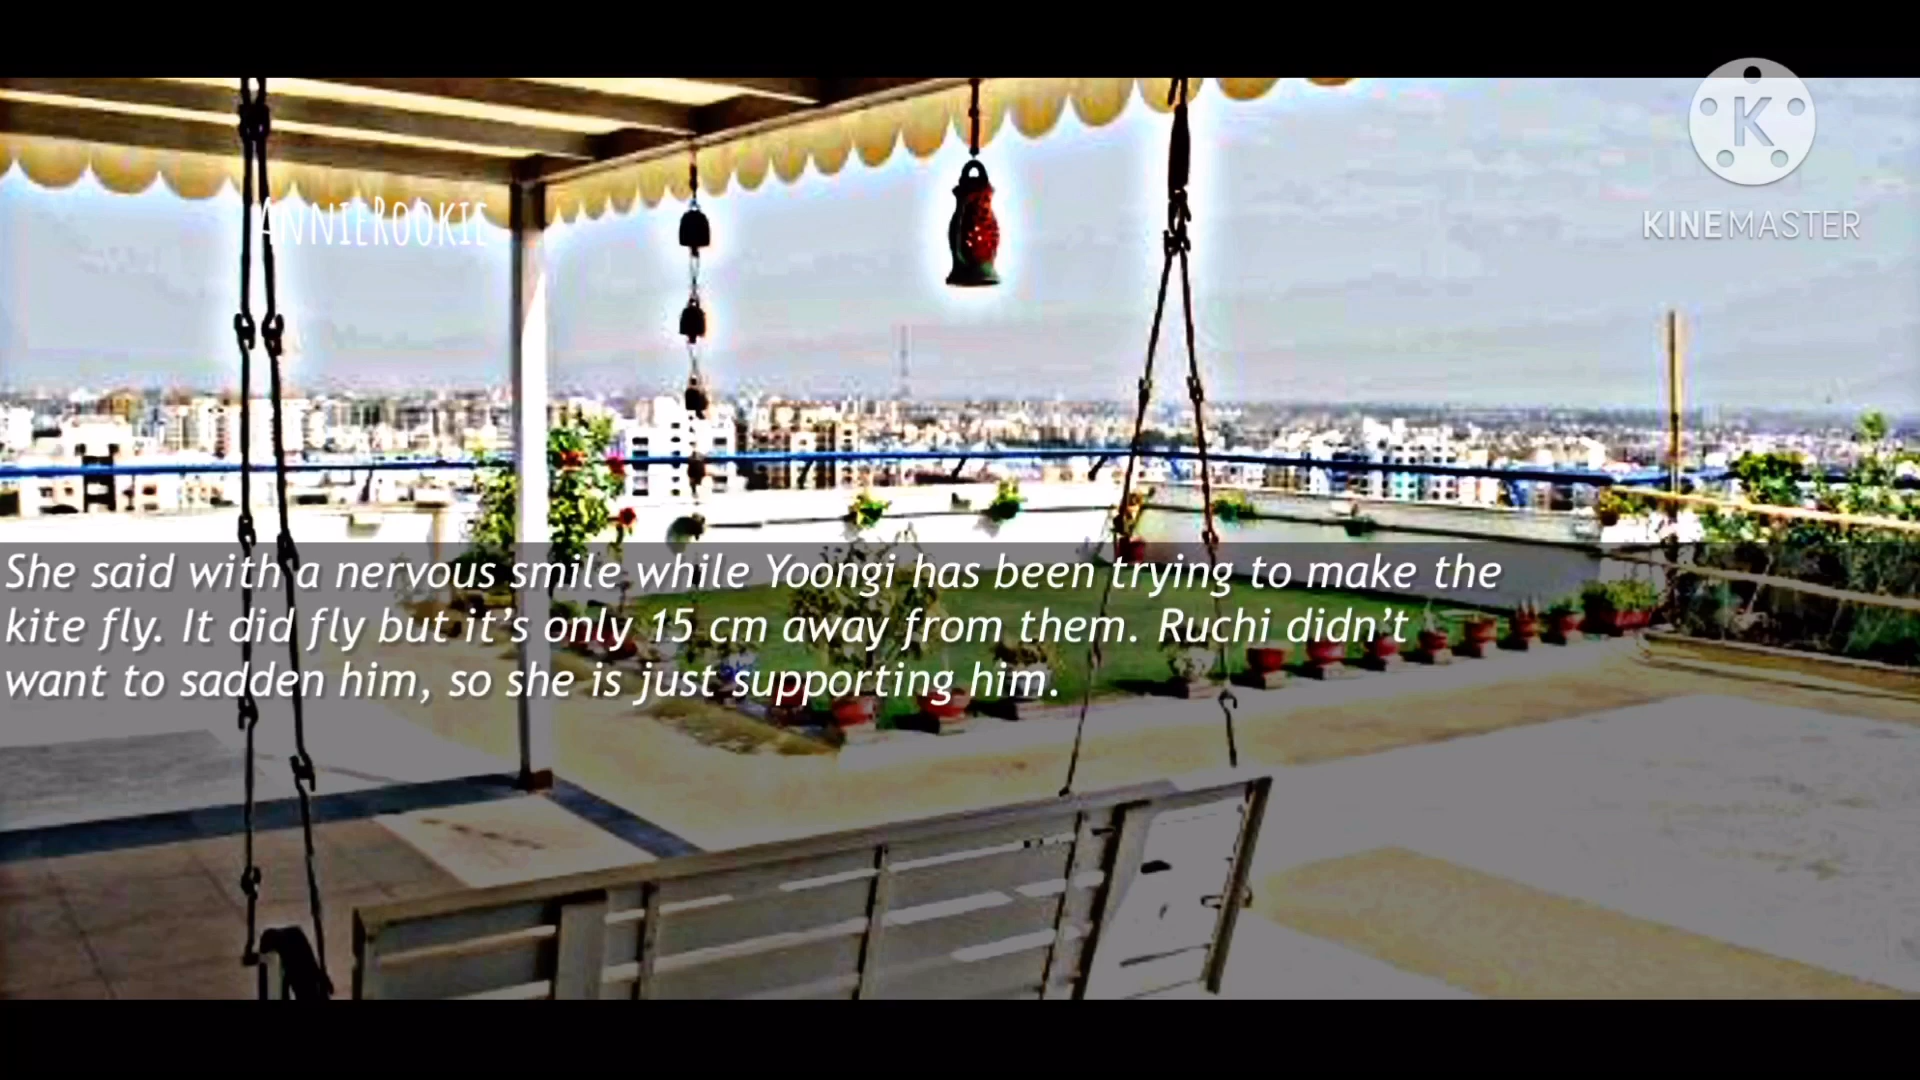 K
KINEMASTER
ANNIEROOKIE
She said with a nervous smile while Yoongi has been trying to make the
kite fly. It did fly but it’s only 15 cm away from them. Ruchi didn’t
want to sadden him, so she is just supporting him.